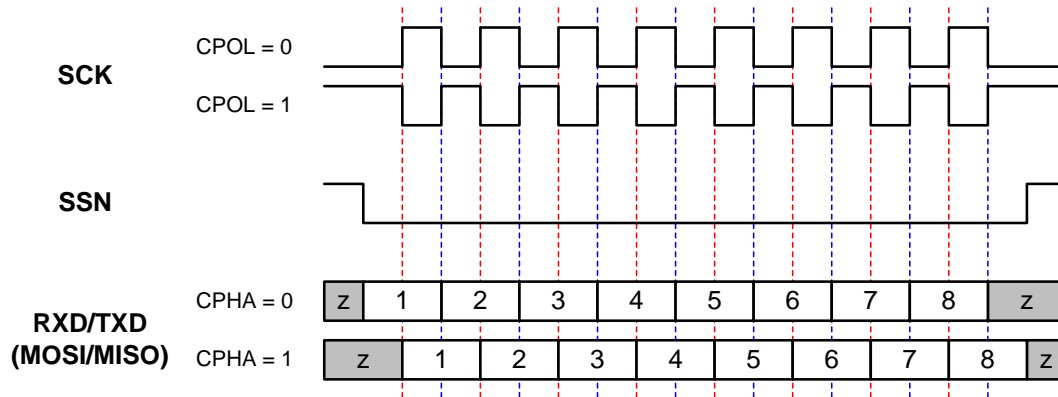 CPOL = 0
SCK
CPOL = 1
SSN
CPHA = 0
z 1 2 3 4 5 6 7 8 z
RXD/TXD
(MOSI/MISO)
CPHA = 1
z 1 2 3 4 5 6 7 8 z